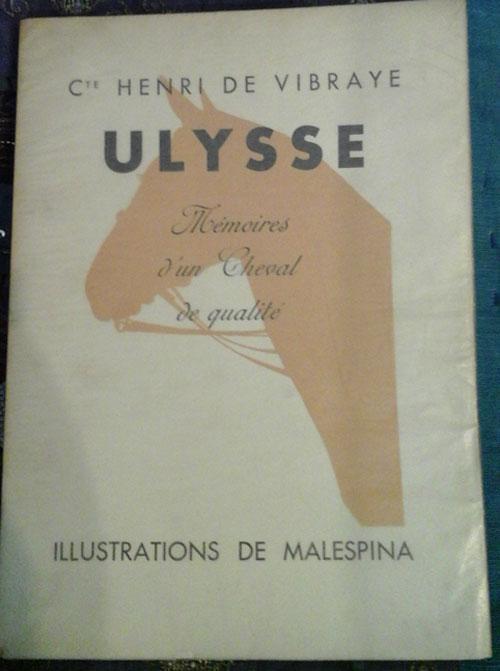 Cᵀᴱ HENRI DE VIBRAYE
ULYSSE
Mémoires
d'un Cheval
de qualité
ILLUSTRATIONS DE MALESPINA